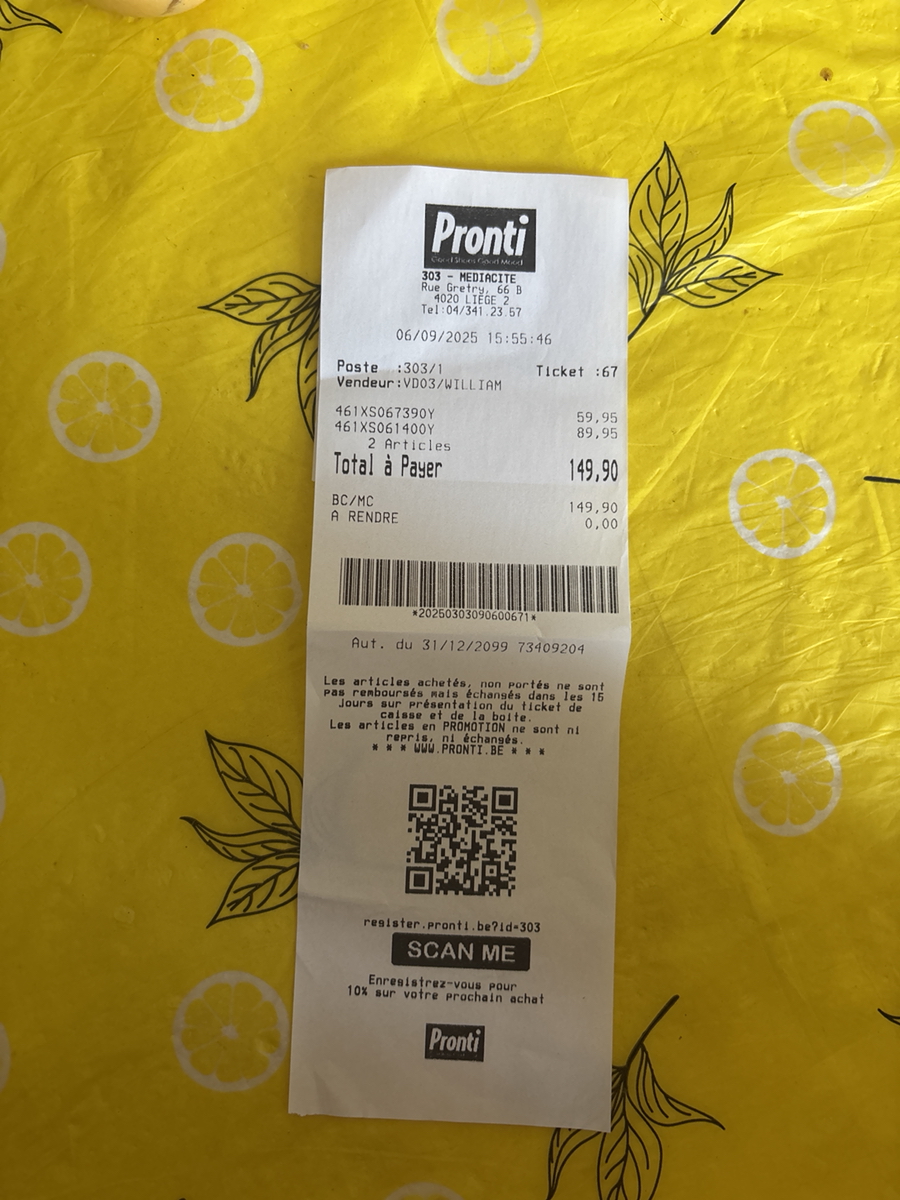 Pronti
Good Shoes Good Mood
303 - MEDIACITE
Rue Gretry, 66 B
4020 LIEGE 2
Tel:04/341.23.57
06/09/2025 15:55:46
Poste :303/1 Ticket :67
Vendeur:VD03/WILLIAM
461XS067390Y 59,95
461XS061400Y 89,95
2 Articles
Total à Payer 149,90
BC/MC 149,90
A RENDRE 0,00
*20250303090600671*
Aut. du 31/12/2099 73409204
Les articles achetés, non portés ne sont
pas remboursés mais échangés dans les 15
Jours sur présentation du ticket de
caisse et de la boite.
Les articles en PROMOTION ne sont ni
repris, ni échangés.
* * * WWW.PRONTI.BE * * *
register.pronti.be?id=303
SCAN ME
Enregistrez-vous pour
10% sur votre prochain achat
Pronti